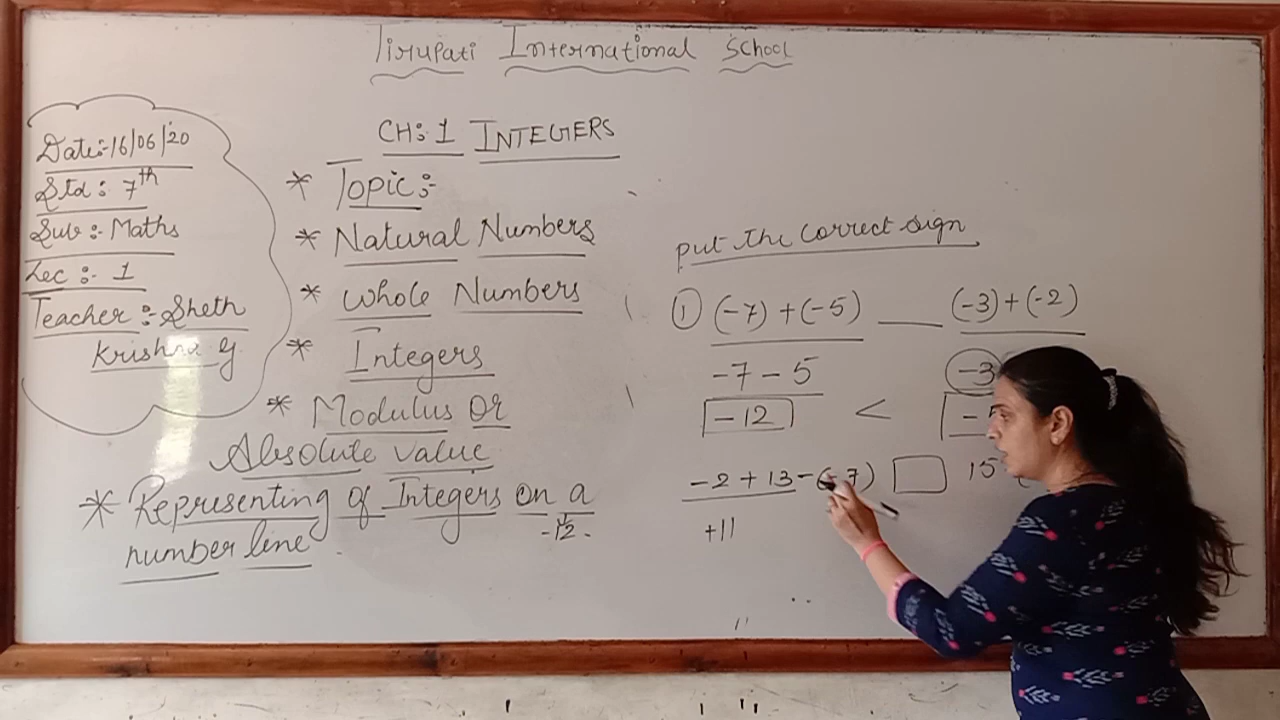 Tirupati International School
Date:-16/06/20
Std : 7th
Sub :- Maths
Lec :- 1
Teacher : Sheth
Krishna
CH: 1 INTEGERS
* Topic :-
* Natural Numbers
* Whole Numbers
* Integers
* Modulus Or
Absolute value
* Representing of Integers on a
number line
-12
put the correct sign
① (-7)+(-5) ___ (-3)+(-2)
-7 - 5 -3
-12 <
-2 + 13 - (-7) □ 15
+11